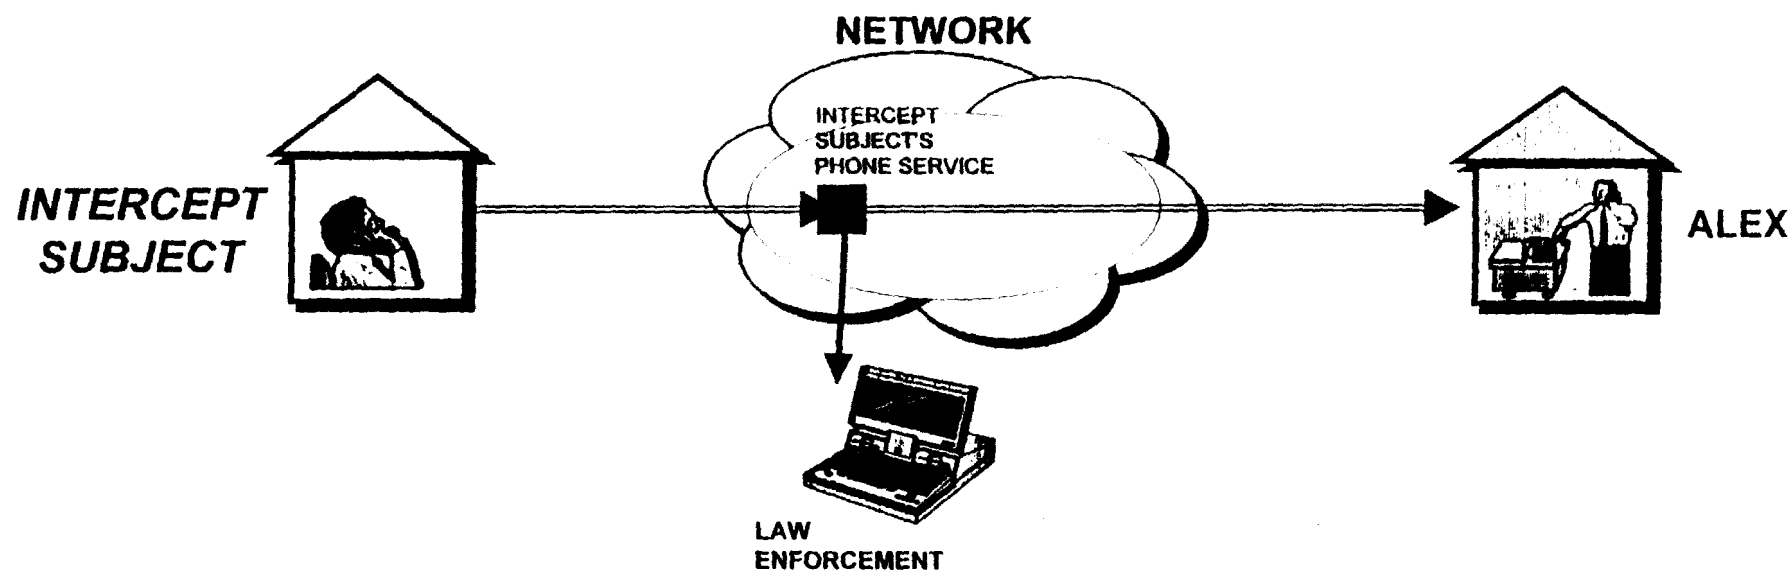 NETWORK
INTERCEPT
SUBJECT'S
PHONE SERVICE
INTERCEPT
SUBJECT
ALEX
LAW
ENFORCEMENT